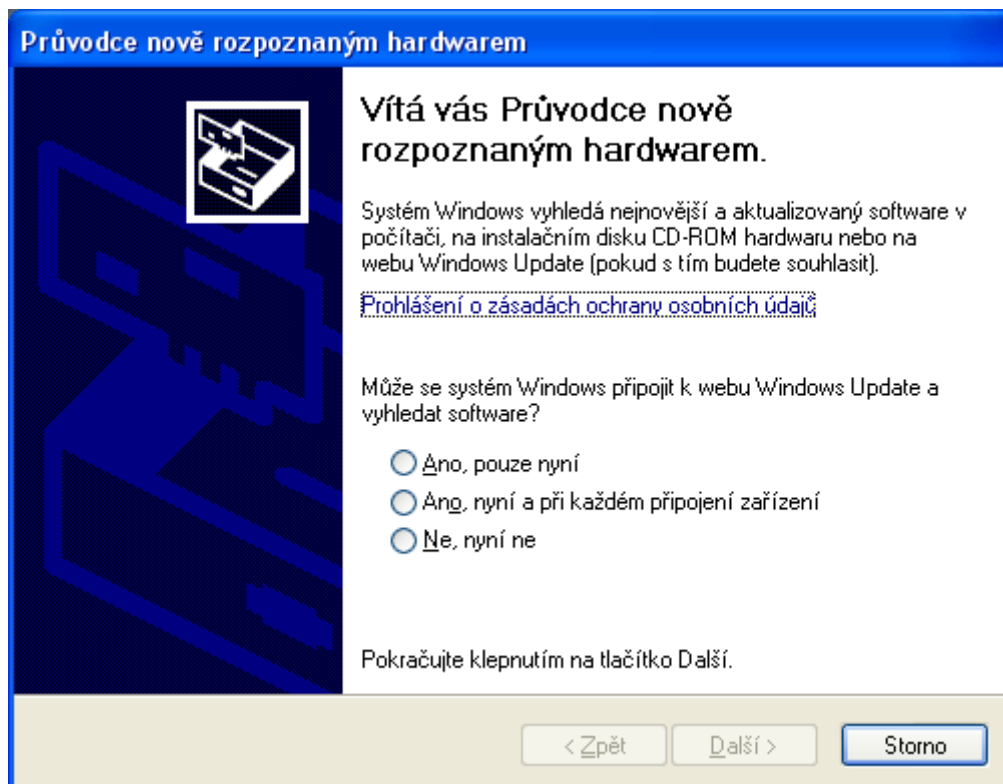 Průvodce nově rozpoznaným hardwarem
Vítá vás Průvodce nově
rozpoznaným hardwarem.
Systém Windows vyhledá nejnovější a aktualizovaný software v
počítači, na instalačním disku CD-ROM hardwaru nebo na
webu Windows Update (pokud s tím budete souhlasit).
Prohlášení o zásadách ochrany osobních údajů
Může se systém Windows připojit k webu Windows Update a
vyhledat software?
Ano, pouze nyní
Ano, nyní a při každém připojení zařízení
Ne, nyní ne
Pokračujte klepnutím na tlačítko Další.
< Zpět
Další >
Storno